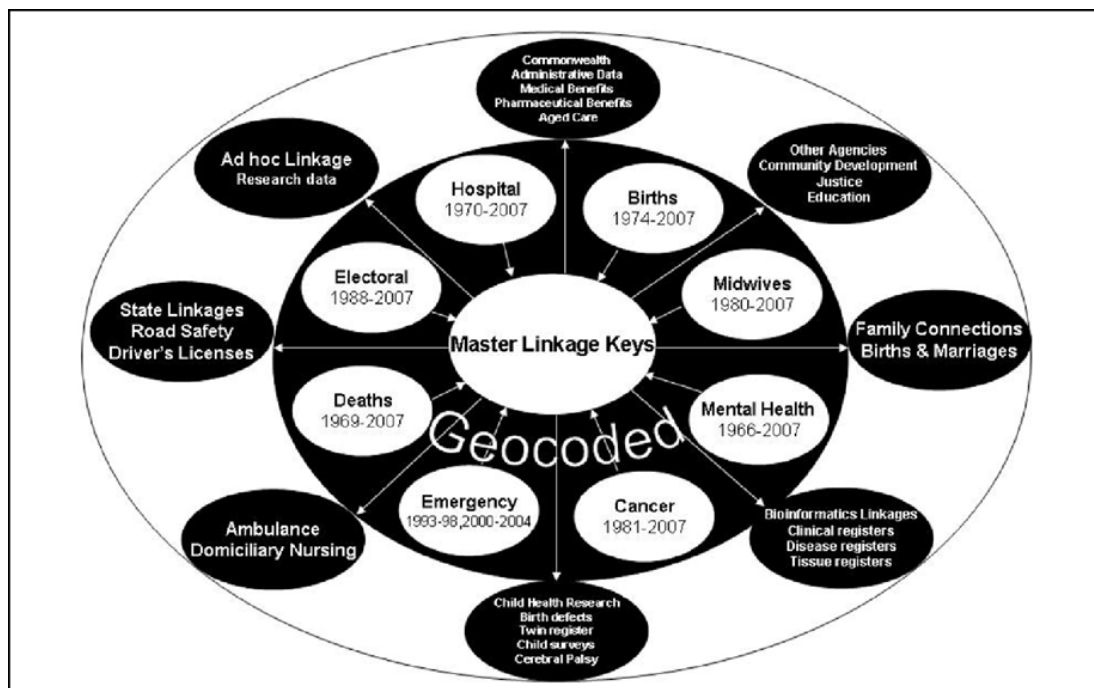 Commonwealth
Administrative Data
Medical Benefits
Pharmaceutical Benefits
Aged Care
Ad hoc Linkage
Research data
Other Agencies
Community Development
Justice
Education
Hospital
1970-2007
Births
1974-2007
Electoral
1988-2007
Midwives
1980-2007
State Linkages
Road Safety
Driver's Licenses
Master Linkage Keys
Family Connections
Births & Marriages
Deaths
1969-2007
Mental Health
1966-2007
Geocoded
Emergency
1993-98,2000-2004
Cancer
1981-2007
Ambulance
Domiciliary Nursing
Bioinformatics Linkages
Clinical registers
Disease registers
Tissue registers
Child Health Research
Birth defects
Twin register
Child surveys
Cerebral Palsy